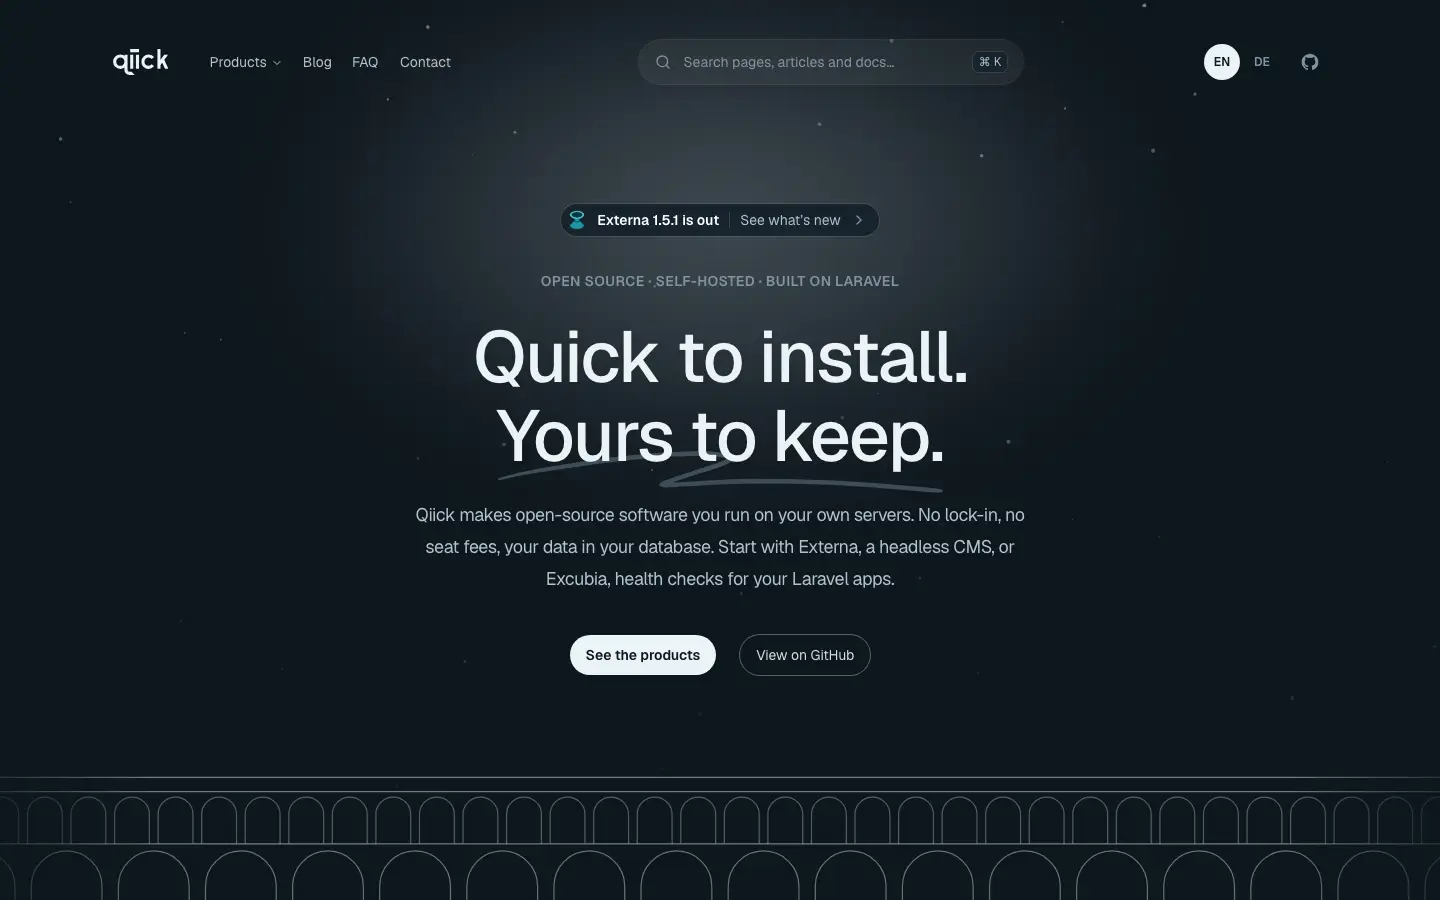 qiick
Products
Blog
FAQ
Contact
Search pages, articles and docs...
⌘ K
EN
DE
Externa 1.5.1 is out
See what's new
OPEN SOURCE · SELF-HOSTED · BUILT ON LARAVEL
Quick to install.
Yours to keep.
Qiick makes open-source software you run on your own servers. No lock-in, no
seat fees, your data in your database. Start with Externa, a headless CMS, or
Excubia, health checks for your Laravel apps.
See the products
View on GitHub